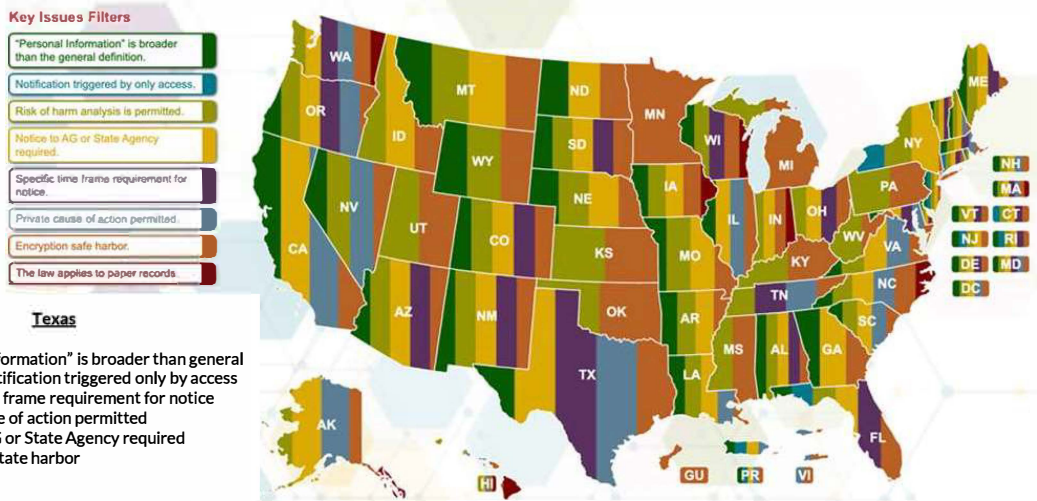 Key Issues Filters
"Personal Information" is broader
than the general definition.
Notification triggered by only access.
Risk of harm analysis is permitted.
Notice to AG or State Agency
required.
Specific time frame requirement for
notice.
Private cause of action permitted.
Encryption safe harbor.
The law applies to paper records
Texas
formation" is broader than general
tification triggered only by access
frame requirement for notice
e of action permitted
or State Agency required
tate harbor
WA
OR
CA
NV
ID
MT
WY
UT
AZ
CO
NM
ND
SD
NE
KS
OK
TX
MN
IA
MO
AR
LA
WI
IL
MI
IN
OH
KY
TN
MS
AL
GA
FL
SC
NC
VA
WV
PA
NY
ME
NH
MA
VT
CT
NJ
RI
DE
MD
DC
AK
HI
GU
PR
VI